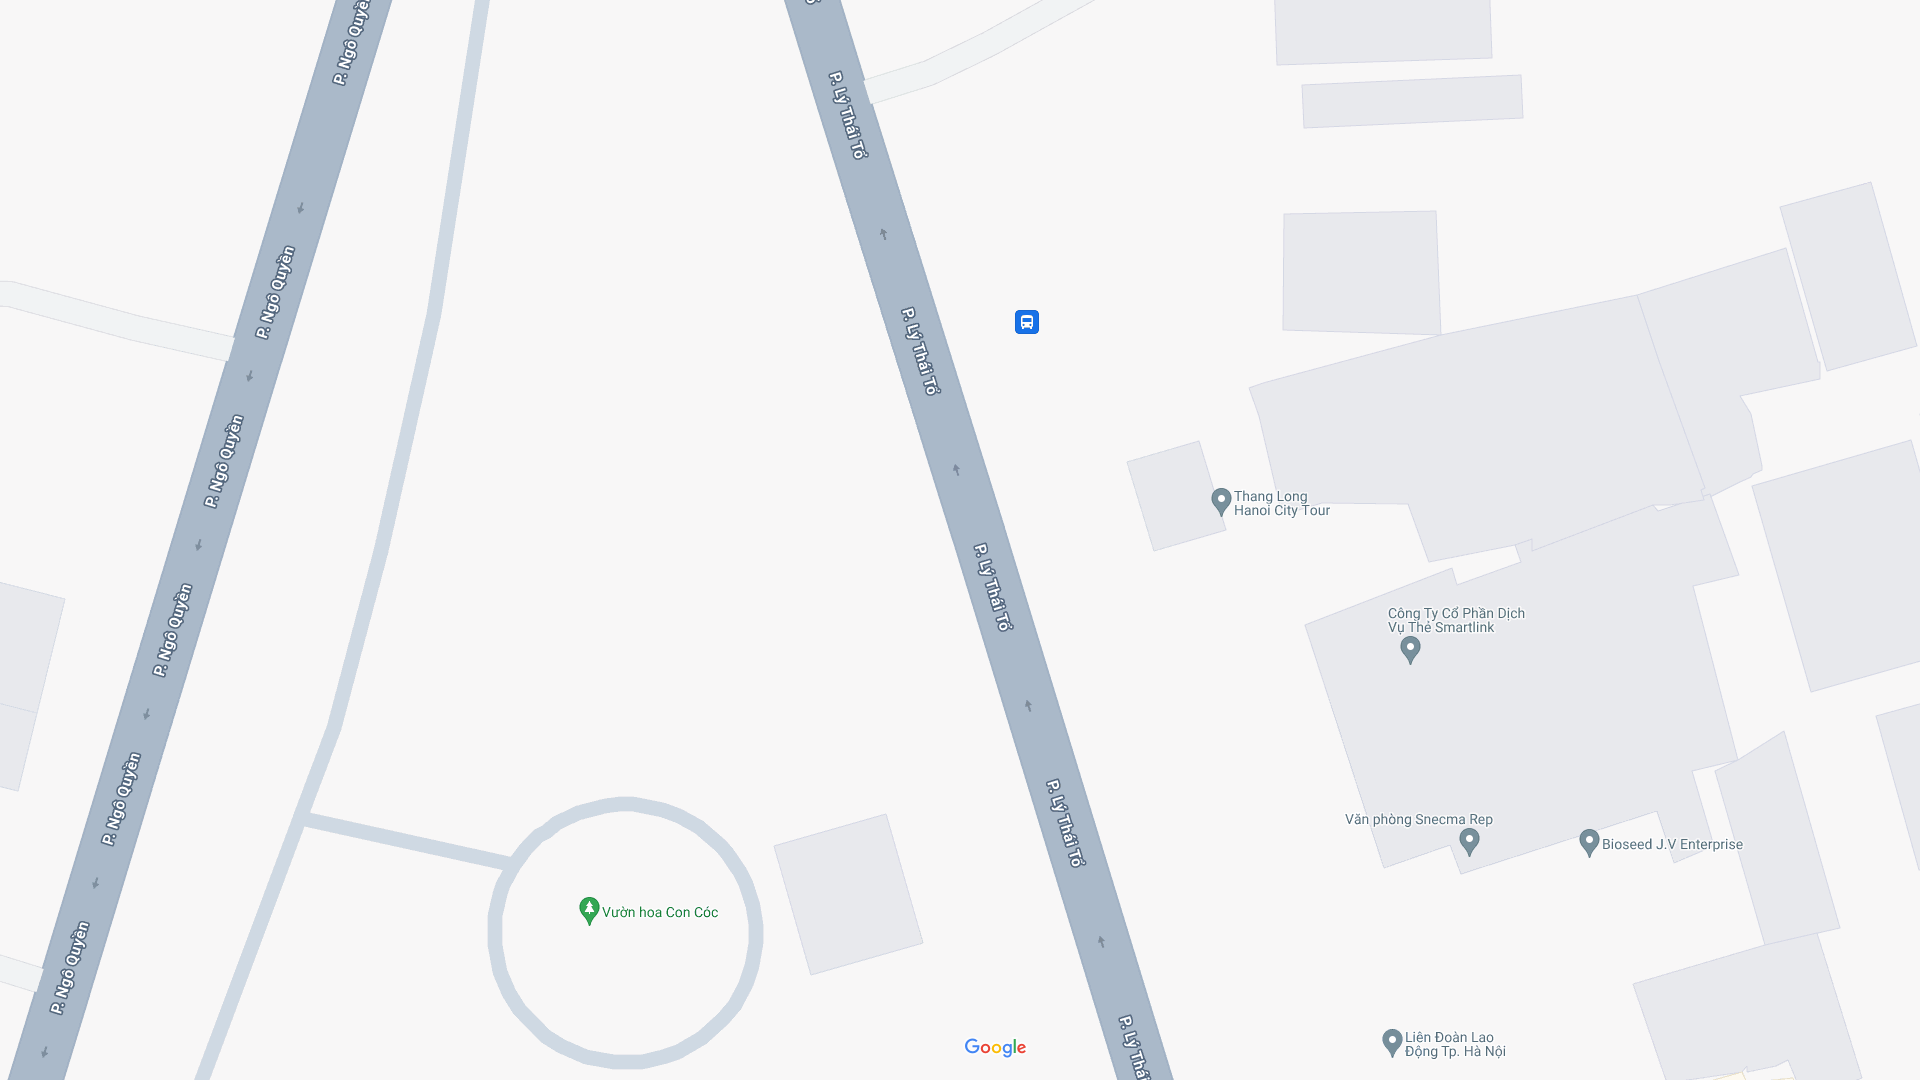 P. Ngô Quyền
P. Lý Thái Tổ
P. Ngô Quyền
P. Lý Thái Tổ
P. Ngô Quyền
Thang Long
Hanoi City Tour
P. Ngô Quyền
P. Lý Thái Tổ
Công Ty Cổ Phần Dịch
Vụ Thẻ Smartlink
P. Ngô Quyền
P. Lý Thái Tổ
Văn phòng Snecma Rep
Bioseed J.V Enterprise
Vườn hoa Con Cóc
P. Ngô Quyền
Google
P. Lý Thái
Liên Đoàn Lao
Động Tp. Hà Nội